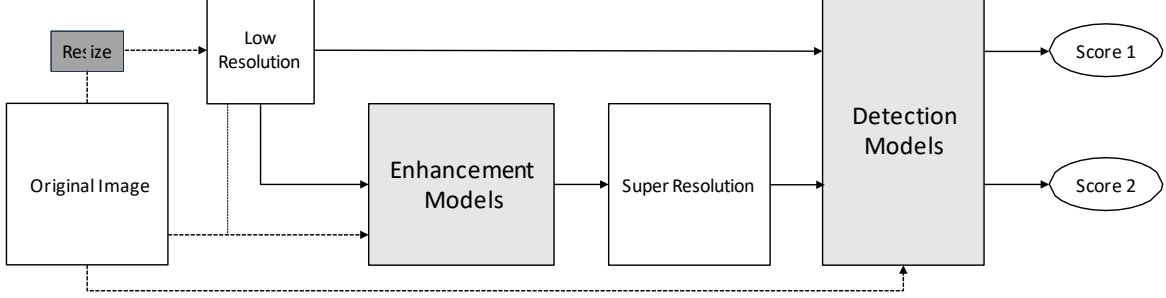 Resize
Low
Resolution
Score 1
Original Image
Enhancement
Models
Super Resolution
Detection
Models
Score 2